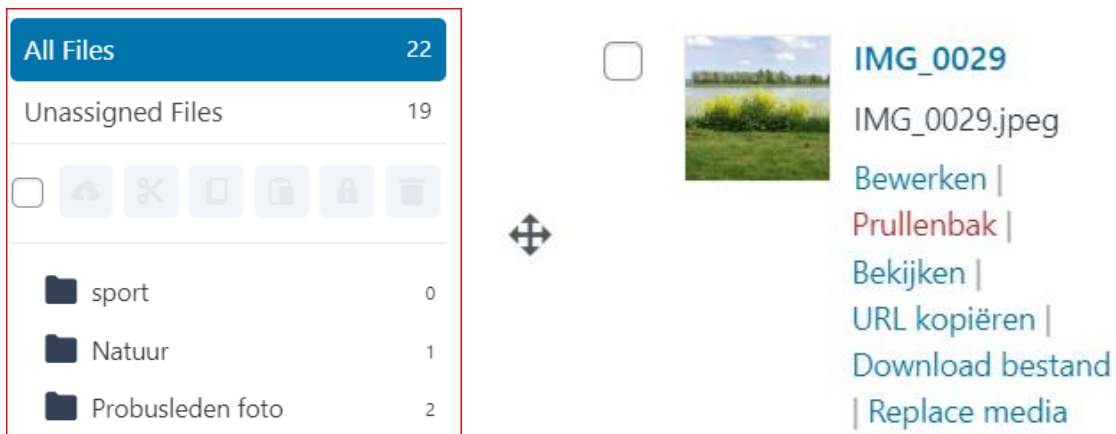 All Files 22
Unassigned Files 19
sport 0
Natuur 1
Probusleden foto 2
IMG_0029
IMG_0029.jpeg
Bewerken |
Prullenbak |
Bekijken |
URL kopiëren |
Download bestand
| Replace media